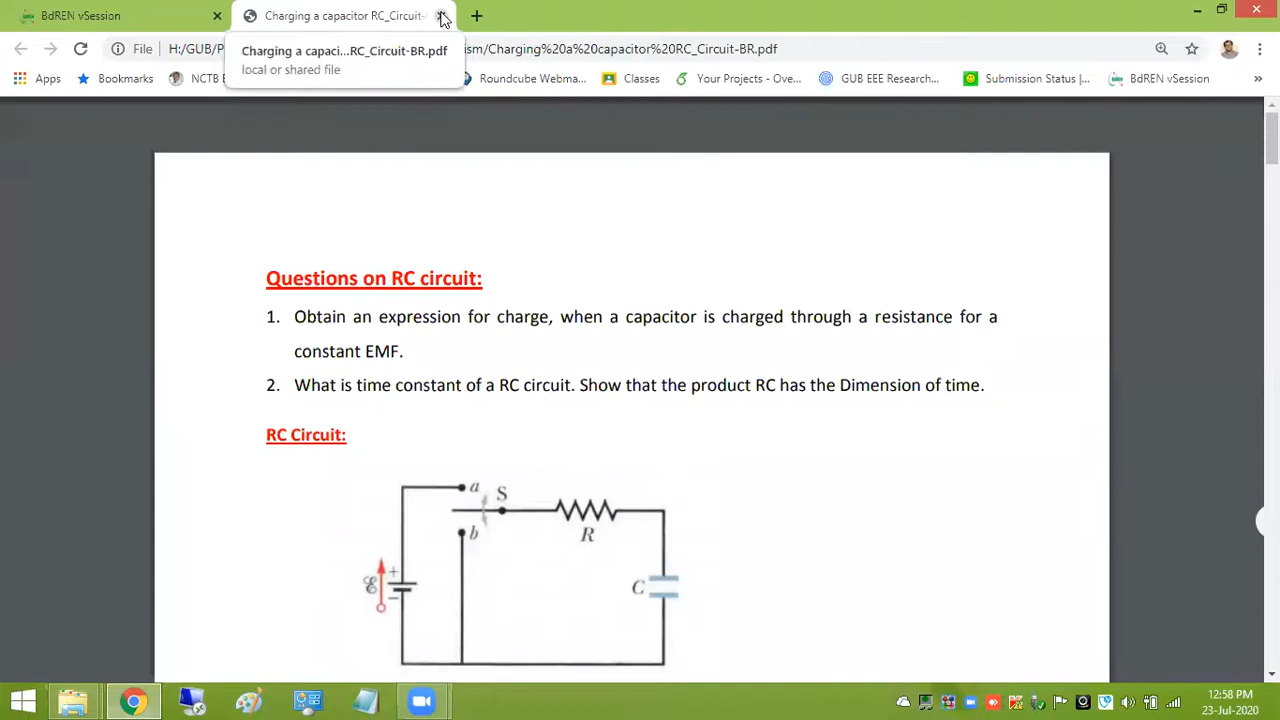 BdREN vSession
Charging a capacitor RC_Circuit-
File
H:/GUB/P
ism/Charging%20a%20capacitor%20RC_Circuit-BR.pdf
Charging a capaci...RC_Circuit-BR.pdf
local or shared file
Apps
Bookmarks
NCTB
Roundcube Webma...
Classes
Your Projects - Ove...
GUB EEE Research...
Submission Status |...
BdREN vSession
»
Questions on RC circuit:
1. Obtain an expression for charge, when a capacitor is charged through a resistance for a
constant EMF.
2. What is time constant of a RC circuit. Show that the product RC has the Dimension of time.
RC Circuit:
a
S
b
R
ℰ
+
−
C
12:58 PM
23-Jul-2020